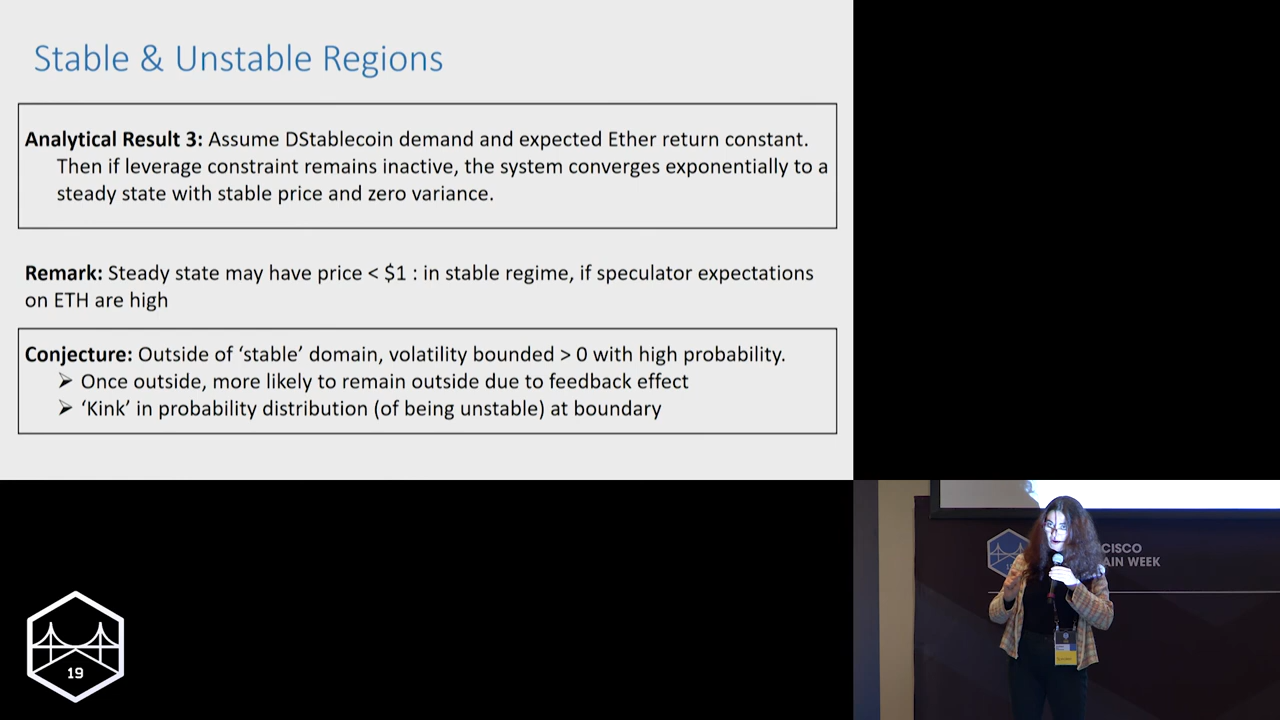 Stable & Unstable Regions
Analytical Result 3: Assume DStablecoin demand and expected Ether return constant.
Then if leverage constraint remains inactive, the system converges exponentially to a
steady state with stable price and zero variance.
Remark: Steady state may have price < $1 : in stable regime, if speculator expectations
on ETH are high
Conjecture: Outside of ‘stable’ domain, volatility bounded > 0 with high probability.
➢ Once outside, more likely to remain outside due to feedback effect
➢ ‘Kink’ in probability distribution (of being unstable) at boundary
CISCO
AIN WEEK
19